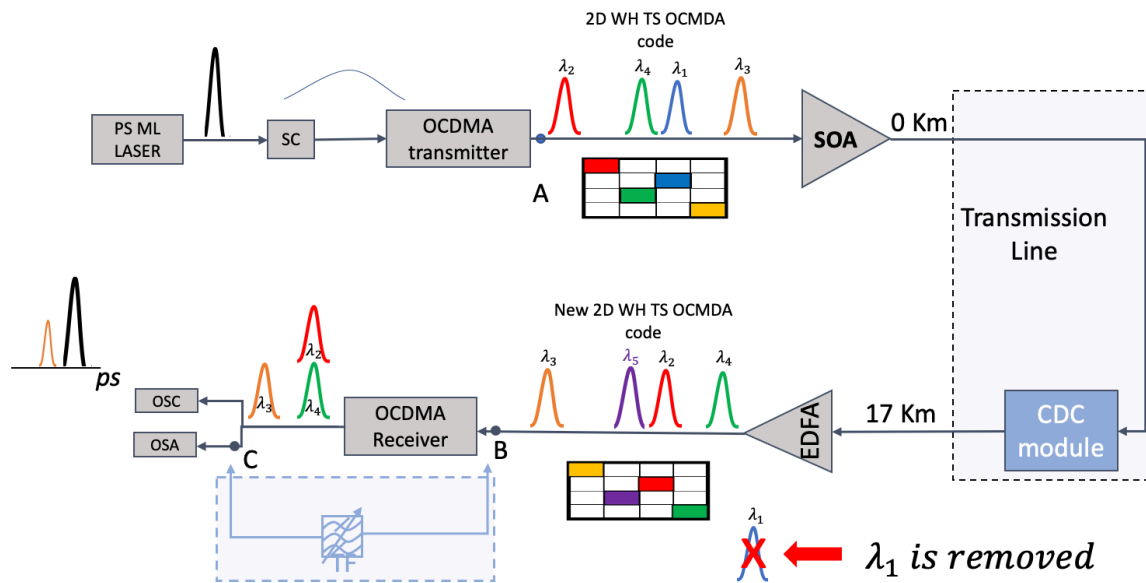 2D WH TS OCMDA
code
λ₂
λ₄
λ₁
λ₃
PS ML
LASER
SC
OCDMA
transmitter
A
SOA
0 Km
Transmission
Line
CDC
module
17 Km
EDFA
New 2D WH TS OCMDA
code
λ₃
λ₅
λ₂
λ₄
B
OCDMA
Receiver
λ₂
λ₃
λ₄
ps
OSC
OSA
C
TF
λ₁
X
λ₁ is removed